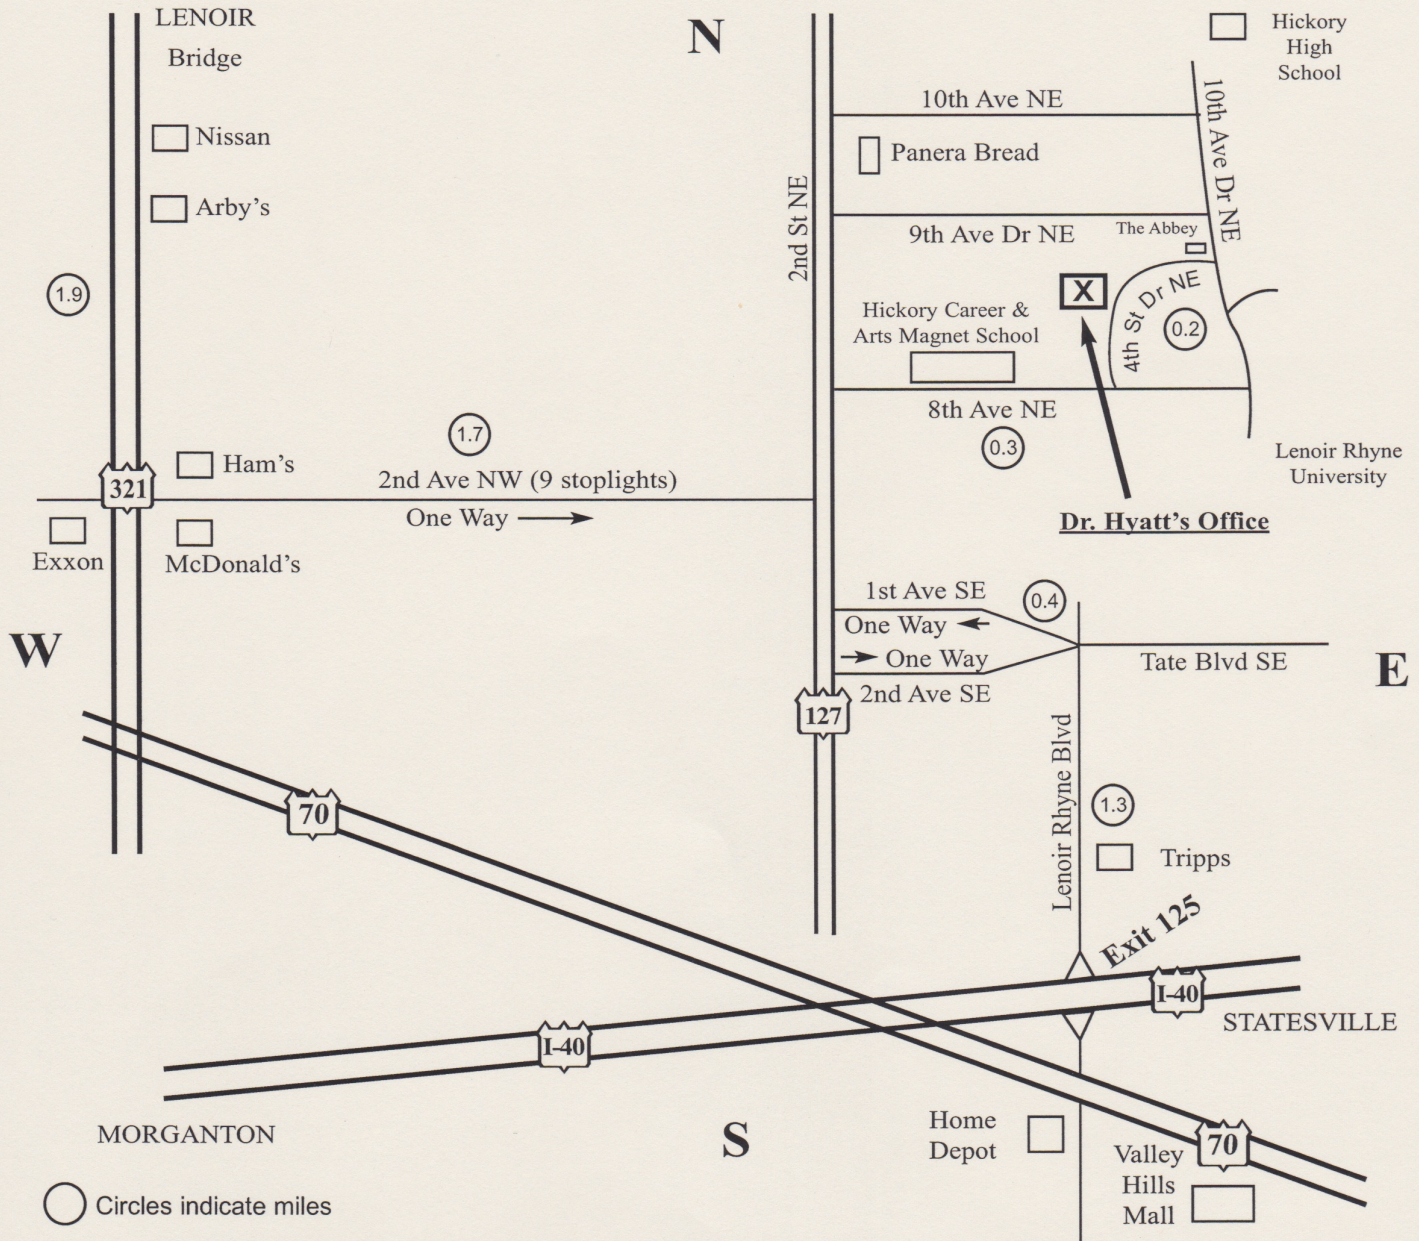 LENOIR
Bridge
N
Hickory
High
School
10th Ave NE
10th Ave Dr NE
Nissan
Panera Bread
Arby's
2nd St NE
9th Ave Dr NE
The Abbey
1.9
X
4th St Dr NE
0.2
Hickory Career &
Arts Magnet School
8th Ave NE
0.3
1.7
Ham's
2nd Ave NW (9 stoplights)
Lenoir Rhyne
University
321
One Way
Dr. Hyatt's Office
Exxon
McDonald's
1st Ave SE
0.4
One Way
W
One Way
Tate Blvd SE
E
2nd Ave SE
127
Lenoir Rhyne Blvd
70
1.3
Tripps
Exit 125
I-40
STATESVILLE
I-40
MORGANTON
S
Home
Depot
70
Valley
Hills
Mall
Circles indicate miles